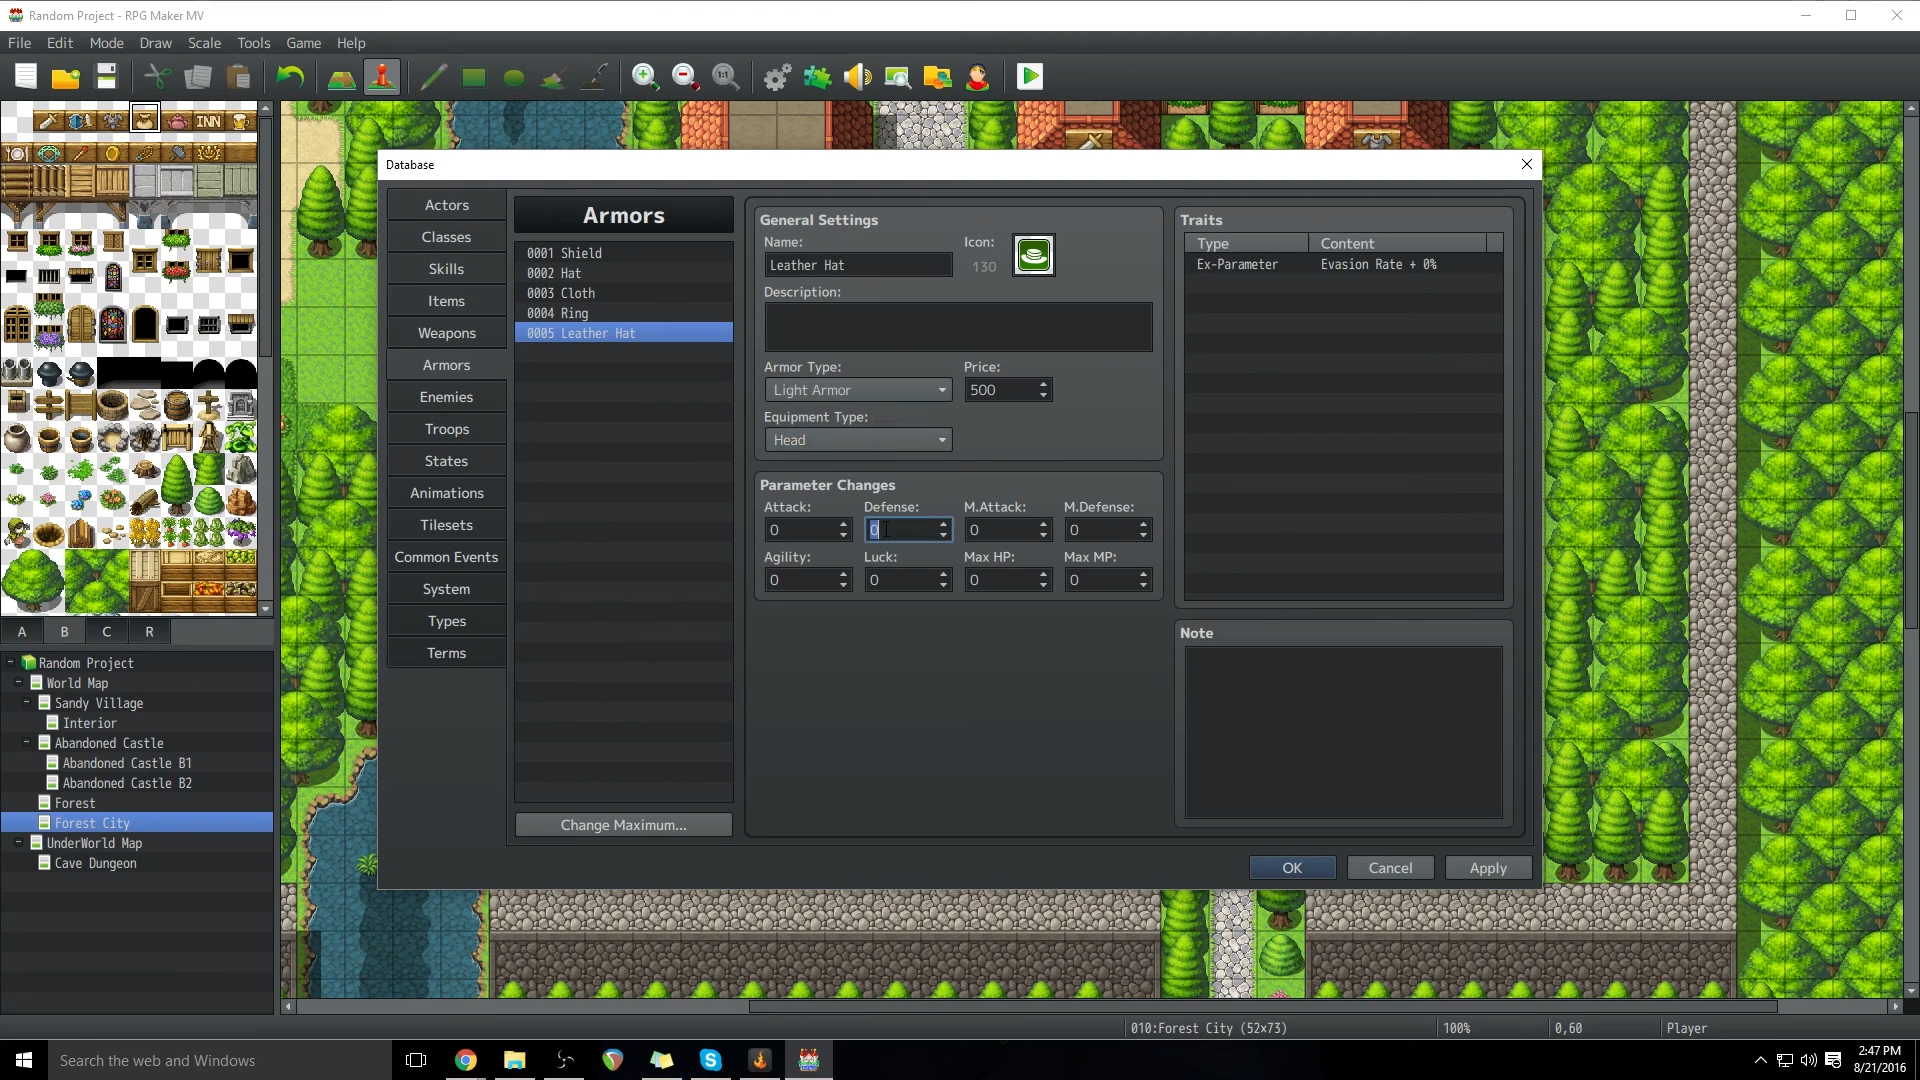 Random Project - RPG Maker MV
File Edit Mode Draw Scale Tools Game Help
1:1
INN
Database
Actors
Classes
Skills
Items
Weapons
Armors
Enemies
Troops
States
Animations
Tilesets
Common Events
System
Types
Terms
Armors
0001 Shield
0002 Hat
0003 Cloth
0004 Ring
0005 Leather Hat
Change Maximum...
General Settings
Name: Icon:
Leather Hat 130
Description:
Armor Type: Price:
Light Armor 500
Equipment Type:
Head
Parameter Changes
Attack: Defense: M.Attack: M.Defense:
0 0 0 0
Agility: Luck: Max HP: Max MP:
0 0 0 0
Traits
Type Content
Ex-Parameter Evasion Rate + 0%
Note
OK Cancel Apply
A B C R
Random Project
World Map
Sandy Village
Interior
Abandoned Castle
Abandoned Castle B1
Abandoned Castle B2
Forest
Forest City
UnderWorld Map
Cave Dungeon
010:Forest City (52x73) 100% 0,60 Player
Search the web and Windows
2:47 PM
8/21/2016